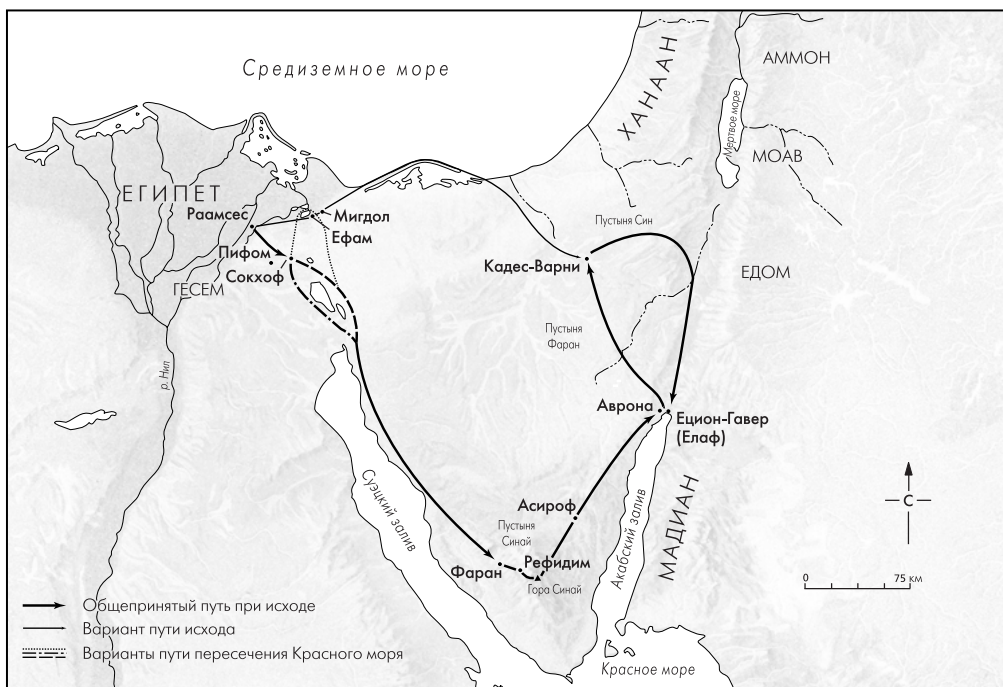 Средиземное море
ХАНААН
АММОН
Мертвое море
МОАВ
ЕГИПЕТ
Раамсес
Мигдол
Ефам
Пустыня Син
Пифом
Сокхоф
Кадес-Варни
ЕДОМ
ГЕСЕМ
Пустыня
Фаран
р. Нил
Аврона
Ецион-Гавер
(Елаф)
Суэцкий залив
Асироф
Акабский залив
МАДИАН
С
Пустыня
Синай
Рефидим
Фаран
Гора Синай
0 75 км
Общепринятый путь при исходе
Вариант пути исхода
Варианты пути пересечения Красного моря
Красное море